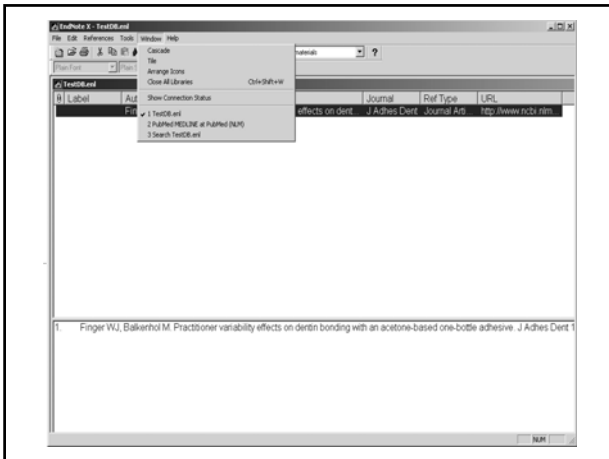 EndNote X - TestDB.enl
File Edit References Tools Window Help
Plain Font Plain
Cascade
Tile
Arrange Icons
Close All Libraries Ctrl+Shift+W
Show Connection Status
✓ 1 TestDB.enl
2 PubMed MEDLINE at PubMed (NLM)
3 Search TestDB.enl
?
TestDB.enl
Label Aut Journal Ref Type URL
Fin effects on dent... J Adhes Dent Journal Arti... http://www.ncbi.nlm...
1. Finger WJ, Balkenhol M. Practitioner variability effects on dentin bonding with an acetone-based one-bottle adhesive. J Adhes Dent 1
NUM